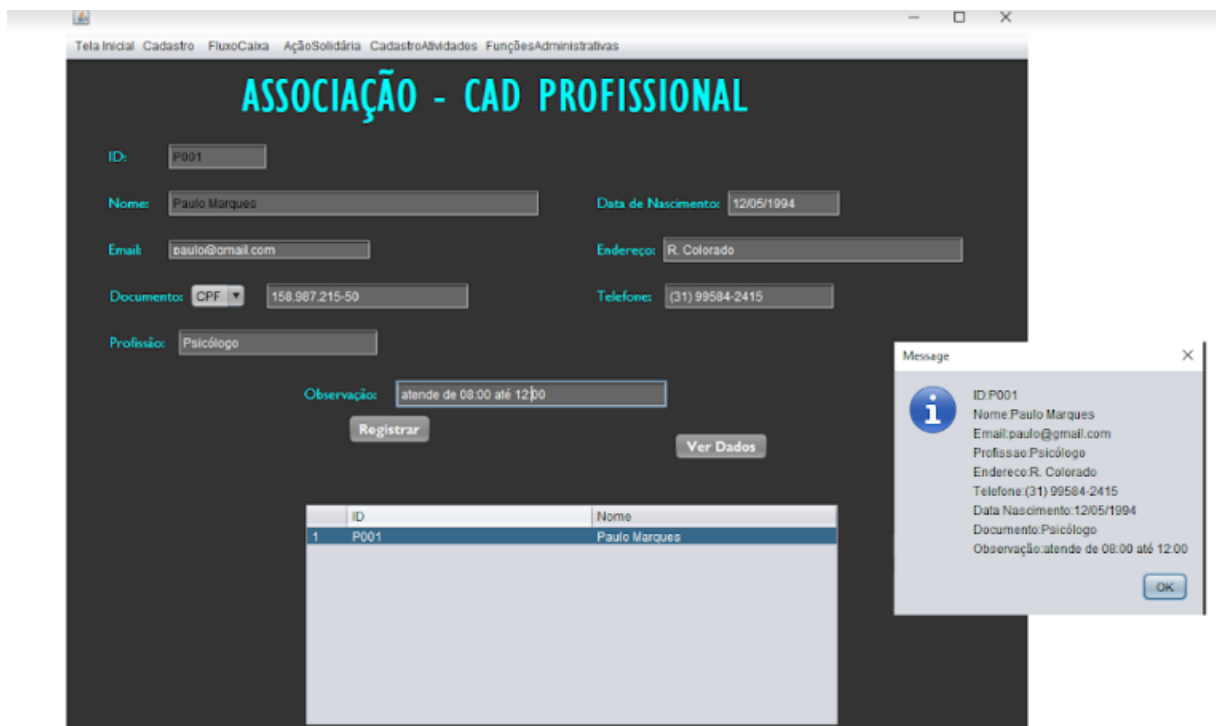 Tela Inicial Cadastro FluxoCaixa AçãoSolidária CadastroAtividades FunçõesAdministrativas
ASSOCIAÇÃO - CAD PROFISSIONAL
ID: P001
Nome: Paulo Marques Data de Nascimento: 12/05/1994
Email: paulo@gmail.com Endereço: R. Colorado
Documento: CPF 158.987.215-50 Telefone: (31) 99584-2415
Profissão: Psicólogo
Observação: atende de 08:00 até 12:00
Registrar
Ver Dados
ID Nome
1 P001 Paulo Marques
Message
ID:P001
Nome:Paulo Marques
Email:paulo@gmail.com
Profissao:Psicólogo
Endereco:R. Colorado
Telefone:(31) 99584-2415
Data Nascimento:12/05/1994
Documento:Psicólogo
Observação:atende de 08:00 até 12:00
OK